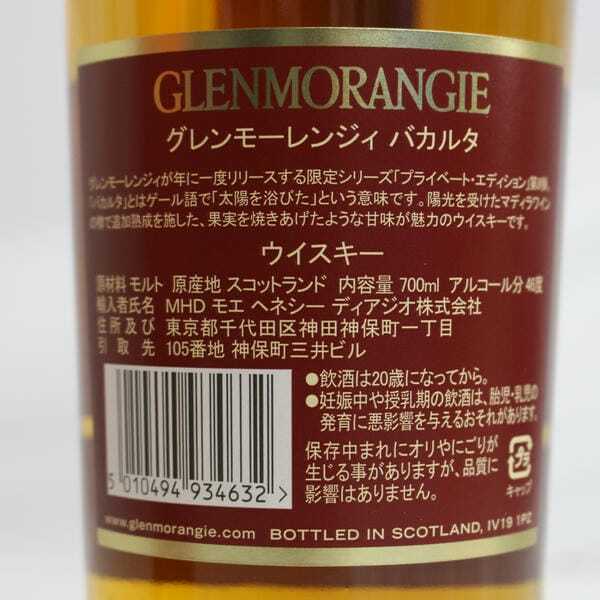 GLENMORANGIE
グレンモーレンジィ バカルタ
グレンモーレンジィが年に一度リリースする限定シリーズ「プライベート・エディション」
「バカルタ」とはゲール語で「太陽を浴びた」という意味です。陽光を受けたマディラワイン
の樽で追加熟成を施した、果実を焼きあげたような甘味が魅力のウイスキーです。
ウイスキー
原材料 モルト 原産地 スコットランド 内容量 700ml アルコール分 46度
輸入者氏名 MHD モエ ヘネシー ディアジオ株式会社
住所及び 東京都千代田区神田神保町一丁目
引取先 105番地 神保町三井ビル
●飲酒は20歳になってから。
●妊娠中や授乳期の飲酒は、胎児・乳児の
発育に悪影響を与えるおそれがあります。
保存中まれにオリやにごりが
生じる事がありますが、品質に
影響はありません。
プラ
キャップ
5 010494 934632 >
www.glenmorangie.com BOTTLED IN SCOTLAND, IV19 1PZ